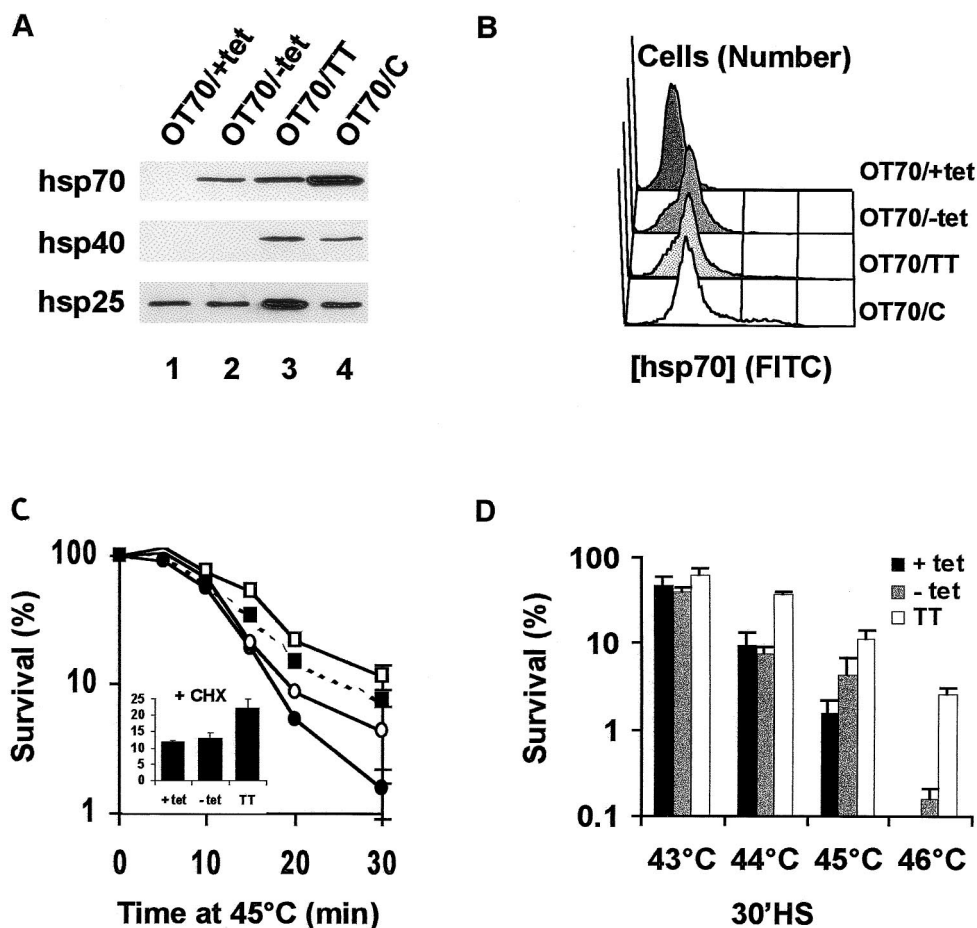 A
OT70/+tet
OT70/-tet
OT70/TT
OT70/C
hsp70
hsp40
hsp25
1 2 3 4
B
Cells (Number)
OT70/+tet
OT70/-tet
OT70/TT
OT70/C
[hsp70] (FITC)
C
Survival (%)
100
10
1
+ CHX
25
20
15
10
5
0
+ tet - tet TT
0 10 20 30
Time at 45°C (min)
D
Survival (%)
100
10
1
0.1
+ tet
- tet
TT
43°C 44°C 45°C 46°C
30'HS